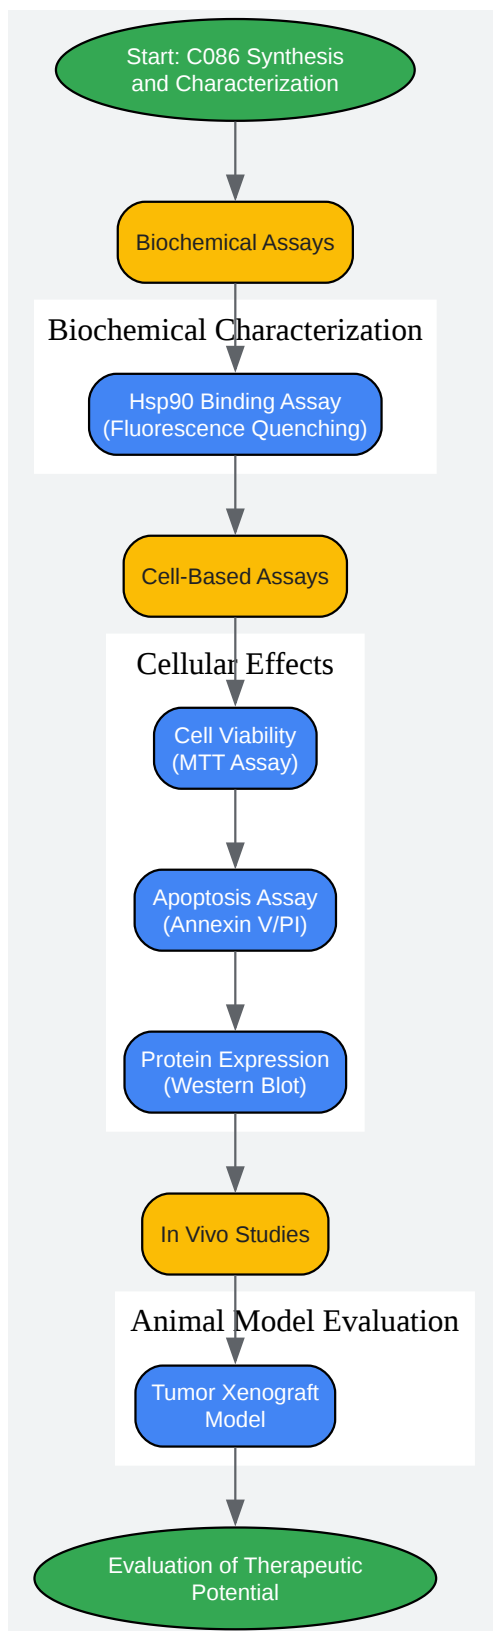 Start: C086 Synthesis
and Characterization
Biochemical Assays
Biochemical Characterization
Hsp90 Binding Assay
(Fluorescence Quenching)
Cell-Based Assays
Cellular Effects
Cell Viability
(MTT Assay)
Apoptosis Assay
(Annexin V/PI)
Protein Expression
(Western Blot)
In Vivo Studies
Animal Model Evaluation
Tumor Xenograft
Model
Evaluation of Therapeutic
Potential